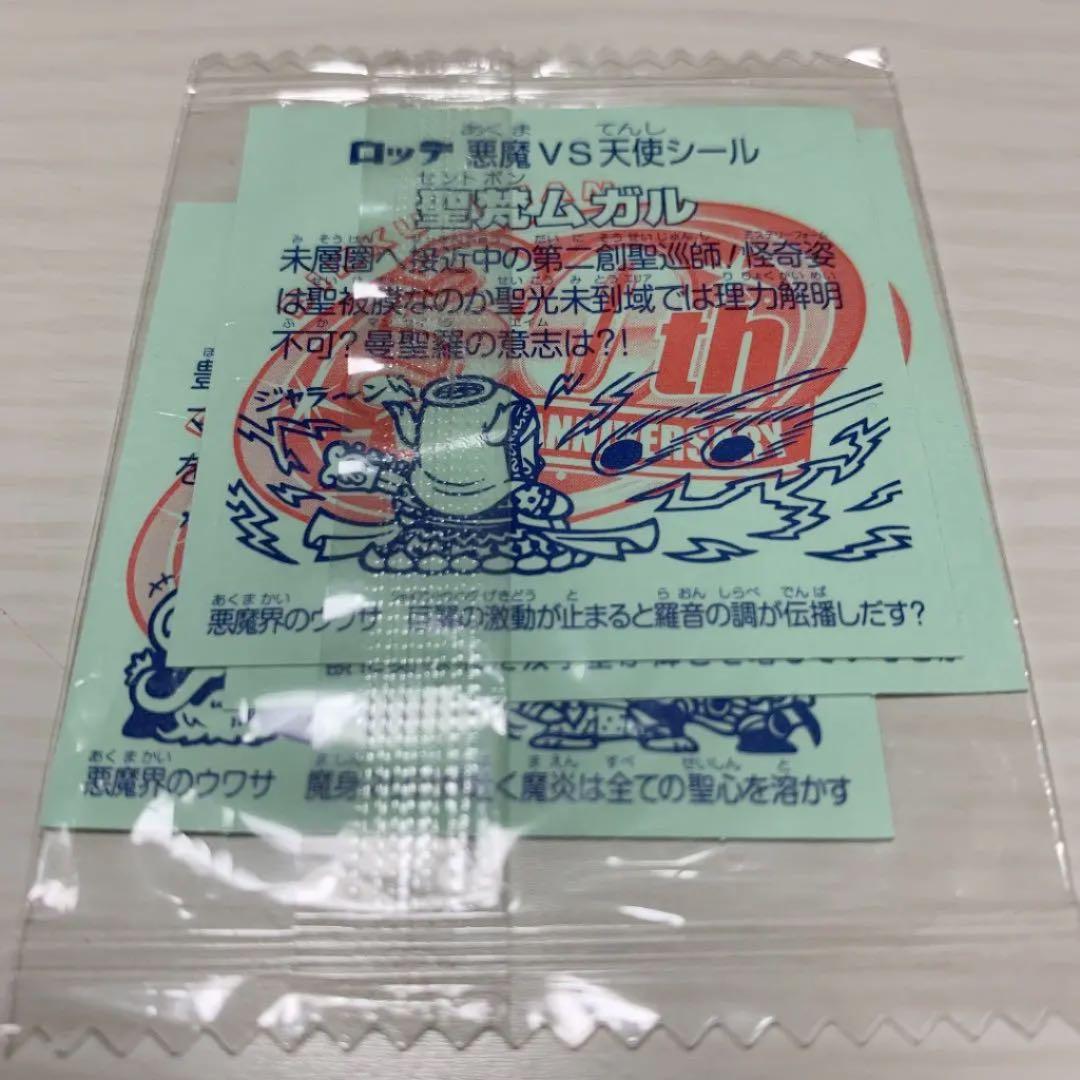 ロッテ 悪魔VS天使シール
聖梵ムガル
未層圏へ接近中の第二創聖巡師!怪奇姿
は聖被膜なのか聖光未到域では理力解明
不可?曼聖羅の意志は?!
ジャラ〜ン
th
ANNIVERSARY
悪魔界のウワサ の激動が止まると羅音の調が伝播しだす?
悪魔界のウワサ 魔身 く魔炎は全ての聖心を溶かす